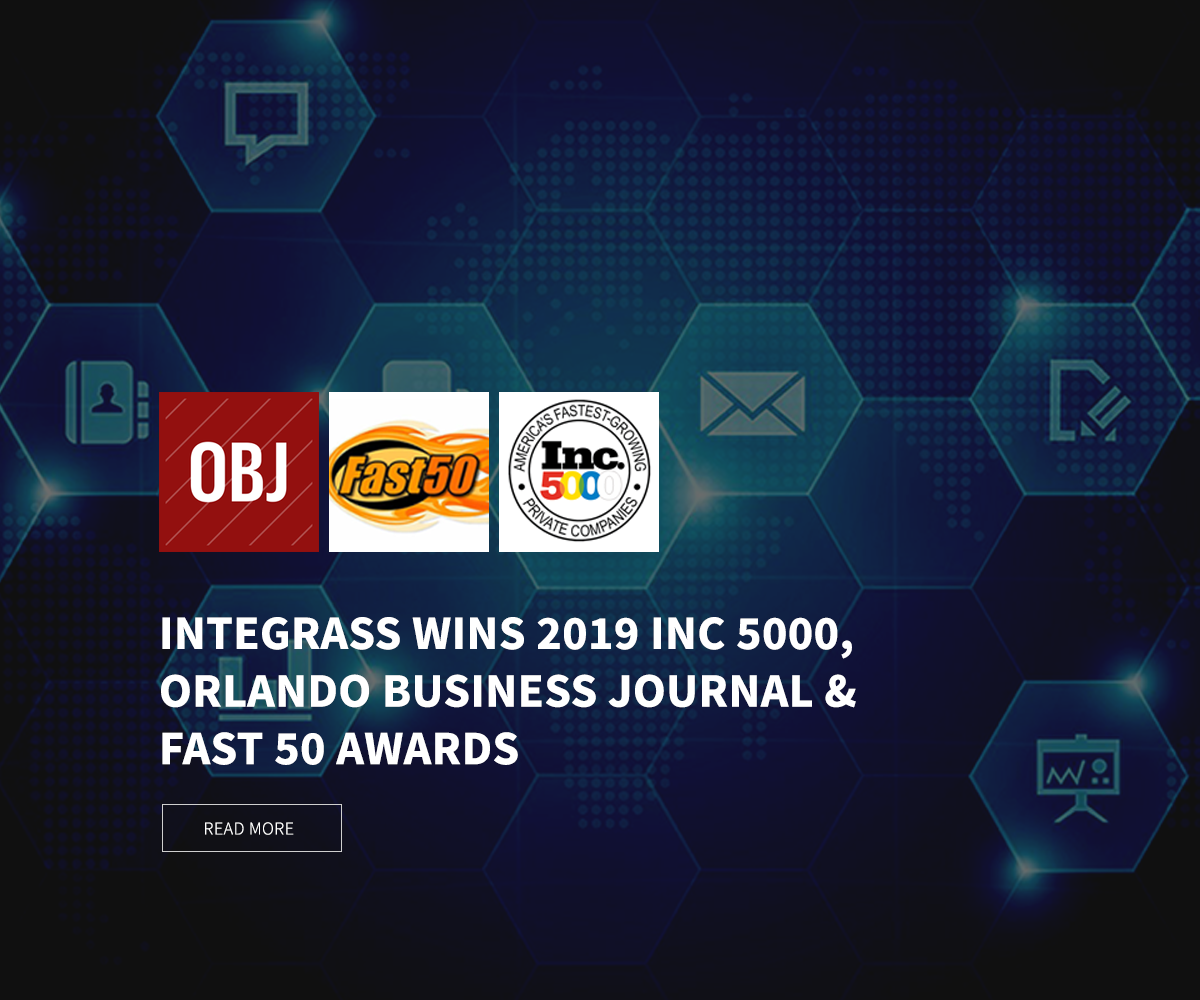 OBJ
Fast50
AMERICA'S FASTEST-GROWING
Inc.
5000
PRIVATE COMPANIES
INTEGRASS WINS 2019 INC 5000,
ORLANDO BUSINESS JOURNAL &
FAST 50 AWARDS
READ MORE